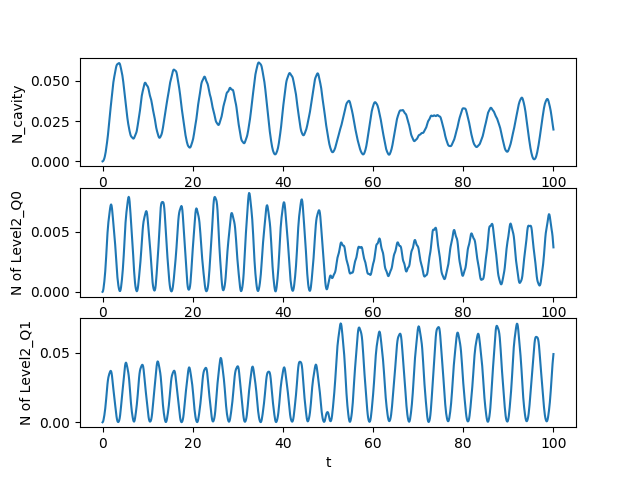 N_cavity
0.050
0.025
0.000
0 20 40 60 80 100
N of Level2_Q0
0.005
0.000
0 20 40 60 80 100
N of Level2_Q1
0.05
0.00
0 20 40 60 80 100
t